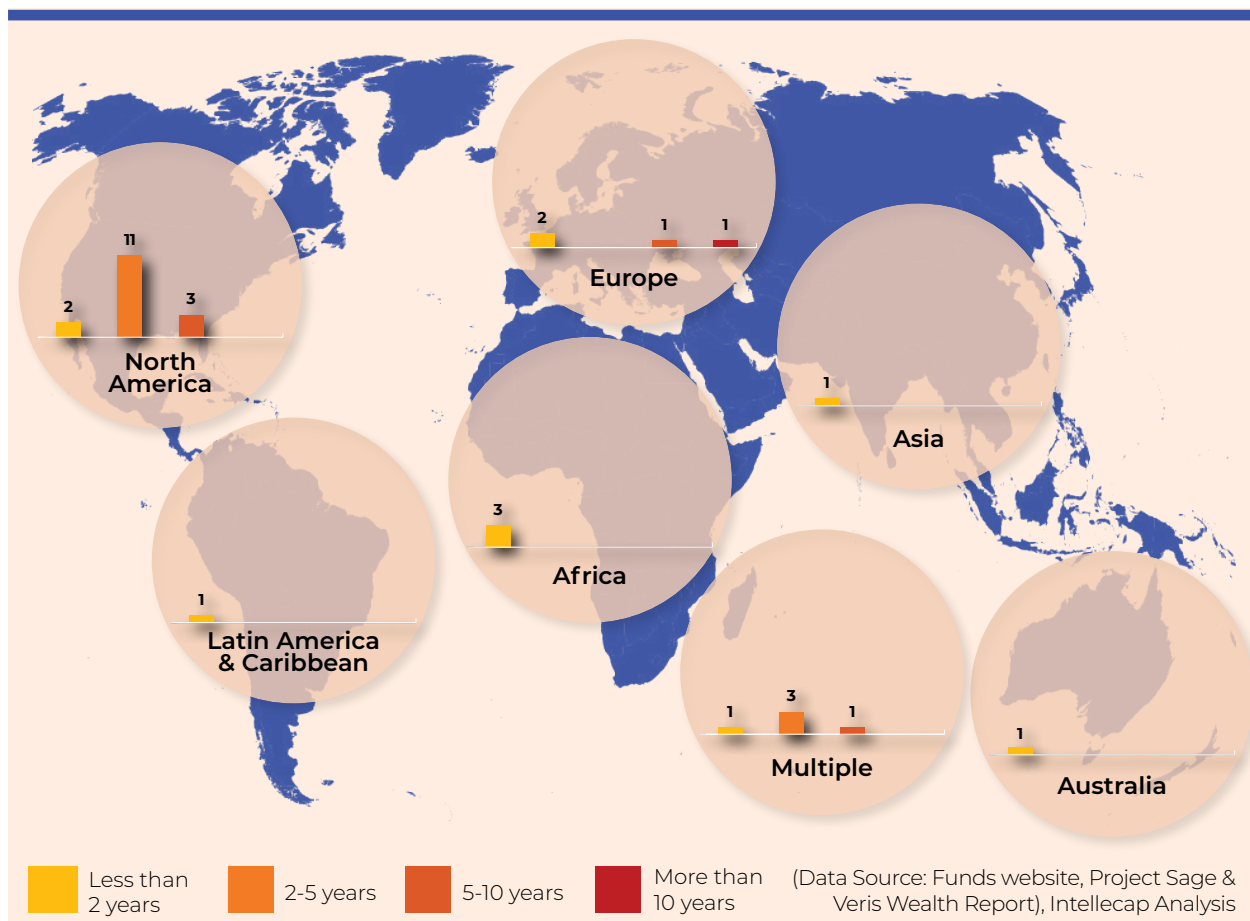 2
11
3
North
America
2
1
1
Europe
1
Asia
3
Africa
1
Latin America
& Caribbean
1
3
1
Multiple
1
Australia
Less than
2 years
2-5 years
5-10 years
More than
10 years
(Data Source: Funds website, Project Sage &
Veris Wealth Report), Intellecap Analysis